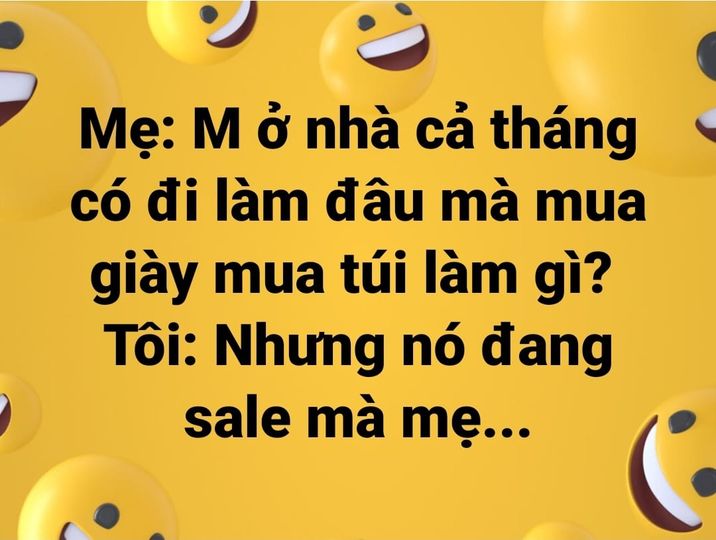 Mẹ: M ở nhà cả tháng
có đi làm đâu mà mua
giày mua túi làm gì?
Tôi: Nhưng nó đang
sale mà mẹ...